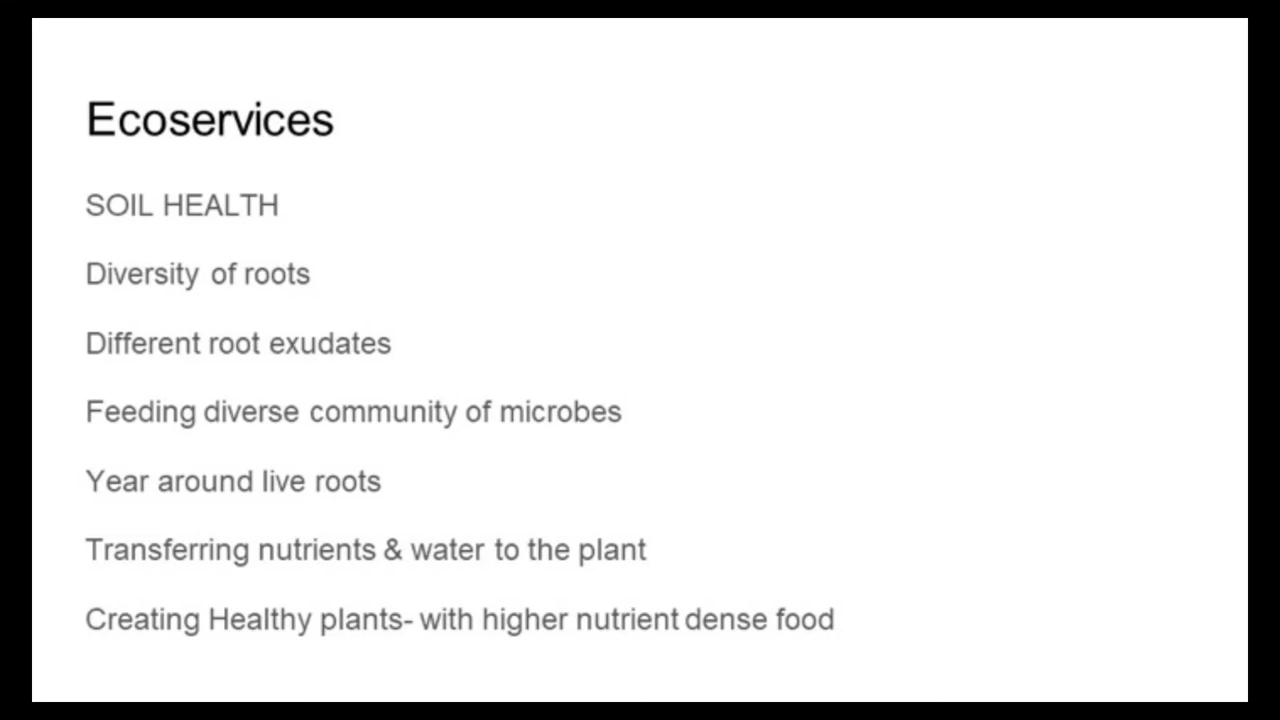 Ecoservices
SOIL HEALTH
Diversity of roots
Different root exudates
Feeding diverse community of microbes
Year around live roots
Transferring nutrients & water to the plant
Creating Healthy plants- with higher nutrient dense food